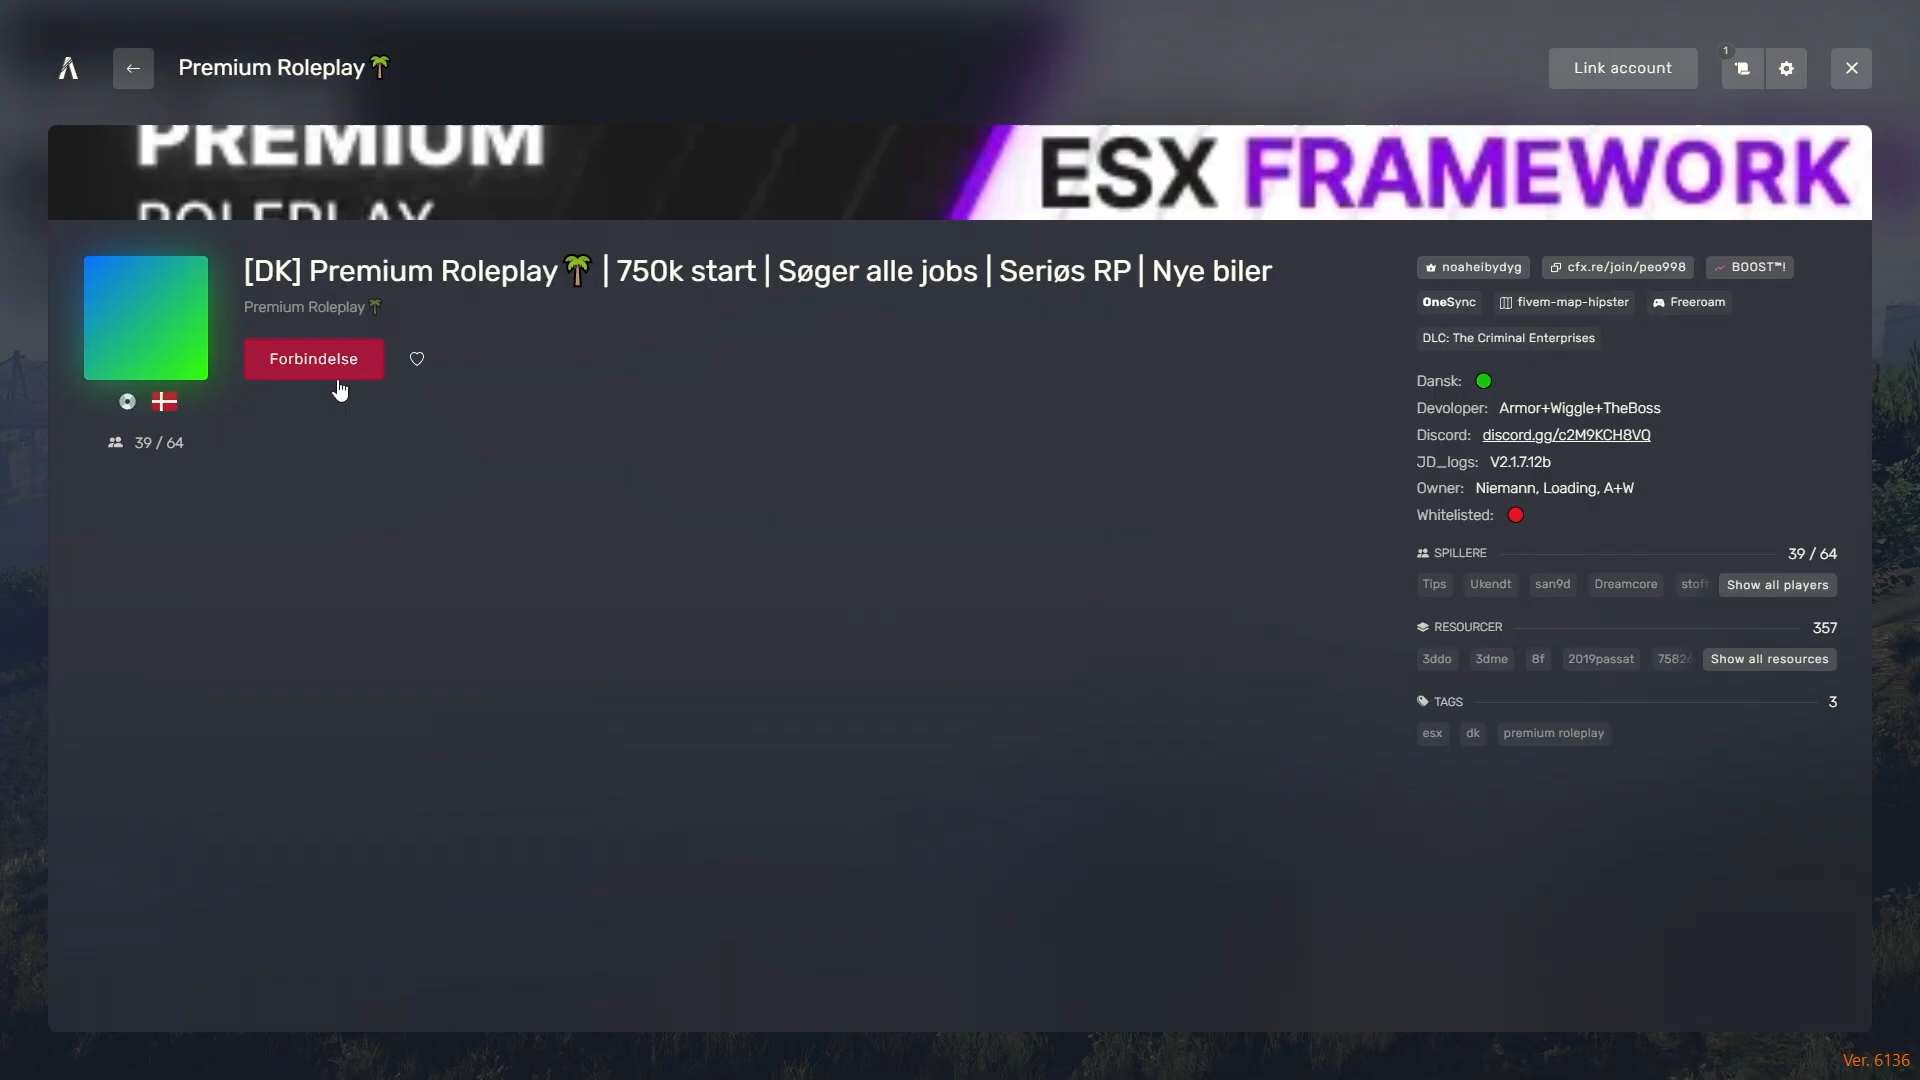 Premium Roleplay🌴
Link account
1
PREMIUM
ROLEPLAY
ESX FRAMEWORK
[DK] Premium Roleplay🌴 | 750k start | Søger alle jobs | Seriøs RP | Nye biler
Premium Roleplay🌴
Forbindelse
39 / 64
noaheibydyg
cfx.re/join/peo998
BOOST™!
OneSync
fivem-map-hipster
Freeroam
DLC: The Criminal Enterprises
Dansk: 🟢
Devoloper: Armor+Wiggle+TheBoss
Discord: discord.gg/c2M9KCH8VQ
JD_logs: V2.1.7.12b
Owner: Niemann, Loading, A+W
Whitelisted: 🔴
SPILLERE 39 / 64
Tips Ukendt san9d Dreamcore stoff Show all players
RESOURCER 357
3ddo 3dme 8f 2019passat 7582 Show all resources
TAGS 3
esx dk premium roleplay
Ver. 6136